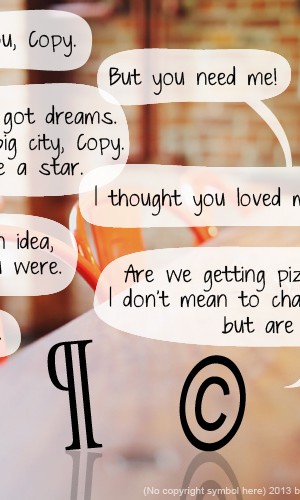 u, Copy.
But you need me!
got dreams.
big city, Copy.
e a star.
I thought you loved m
n idea,
were.
Are we getting piz
I don't mean to cha
but are
¶ ©
(No copyright symbol here) 2013 b